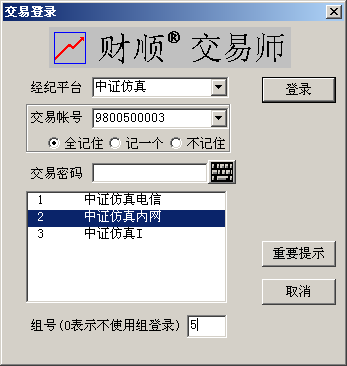 交易登录
财顺® 交易师
经纪平台 中证仿真 登录
交易帐号 9800500003
全记住 记一个 不记住
交易密码
1 中证仿真电信
2 中证仿真内网
3 中证仿真I
重要提示
取消
组号(0表示不使用组登录) 5